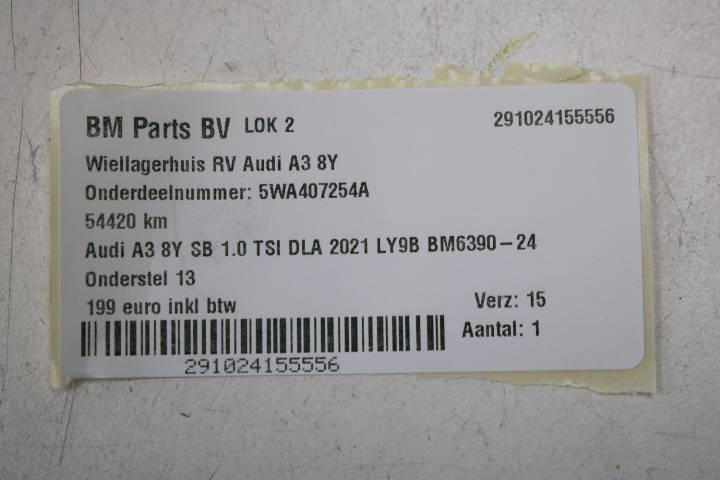 BM Parts BV LOK 2 291024155556
Wiellagerhuis RV Audi A3 8Y
Onderdeelnummer: 5WA407254A
54420 km
Audi A3 8Y SB 1.0 TSI DLA 2021 LY9B BM6390-24
Onderstel 13
199 euro inkl btw Verz: 15
Aantal: 1
291024155556